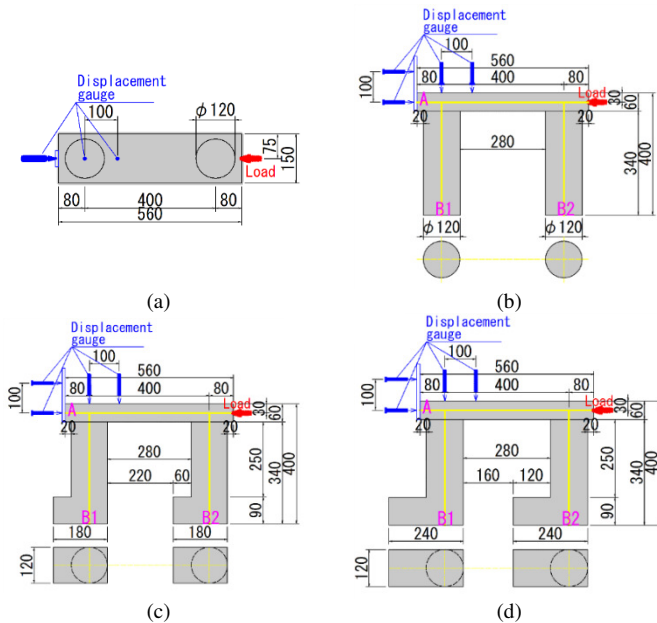 Displacement
gauge
100
φ120
75
150
Load
80
400
80
560
(a)
Displacement
gauge
100
560
80
400
80
100
A
Load
30
60
20
20
280
340
400
B1
B2
φ120
φ120
(b)
Displacement
gauge
100
560
80
400
80
100
A
Load
30
60
20
20
280
220
60
250
340
400
90
B1
B2
180
180
120
(c)
Displacement
gauge
100
560
80
400
80
100
A
Load
30
60
20
20
280
160
120
250
340
400
90
B1
B2
240
240
120
(d)